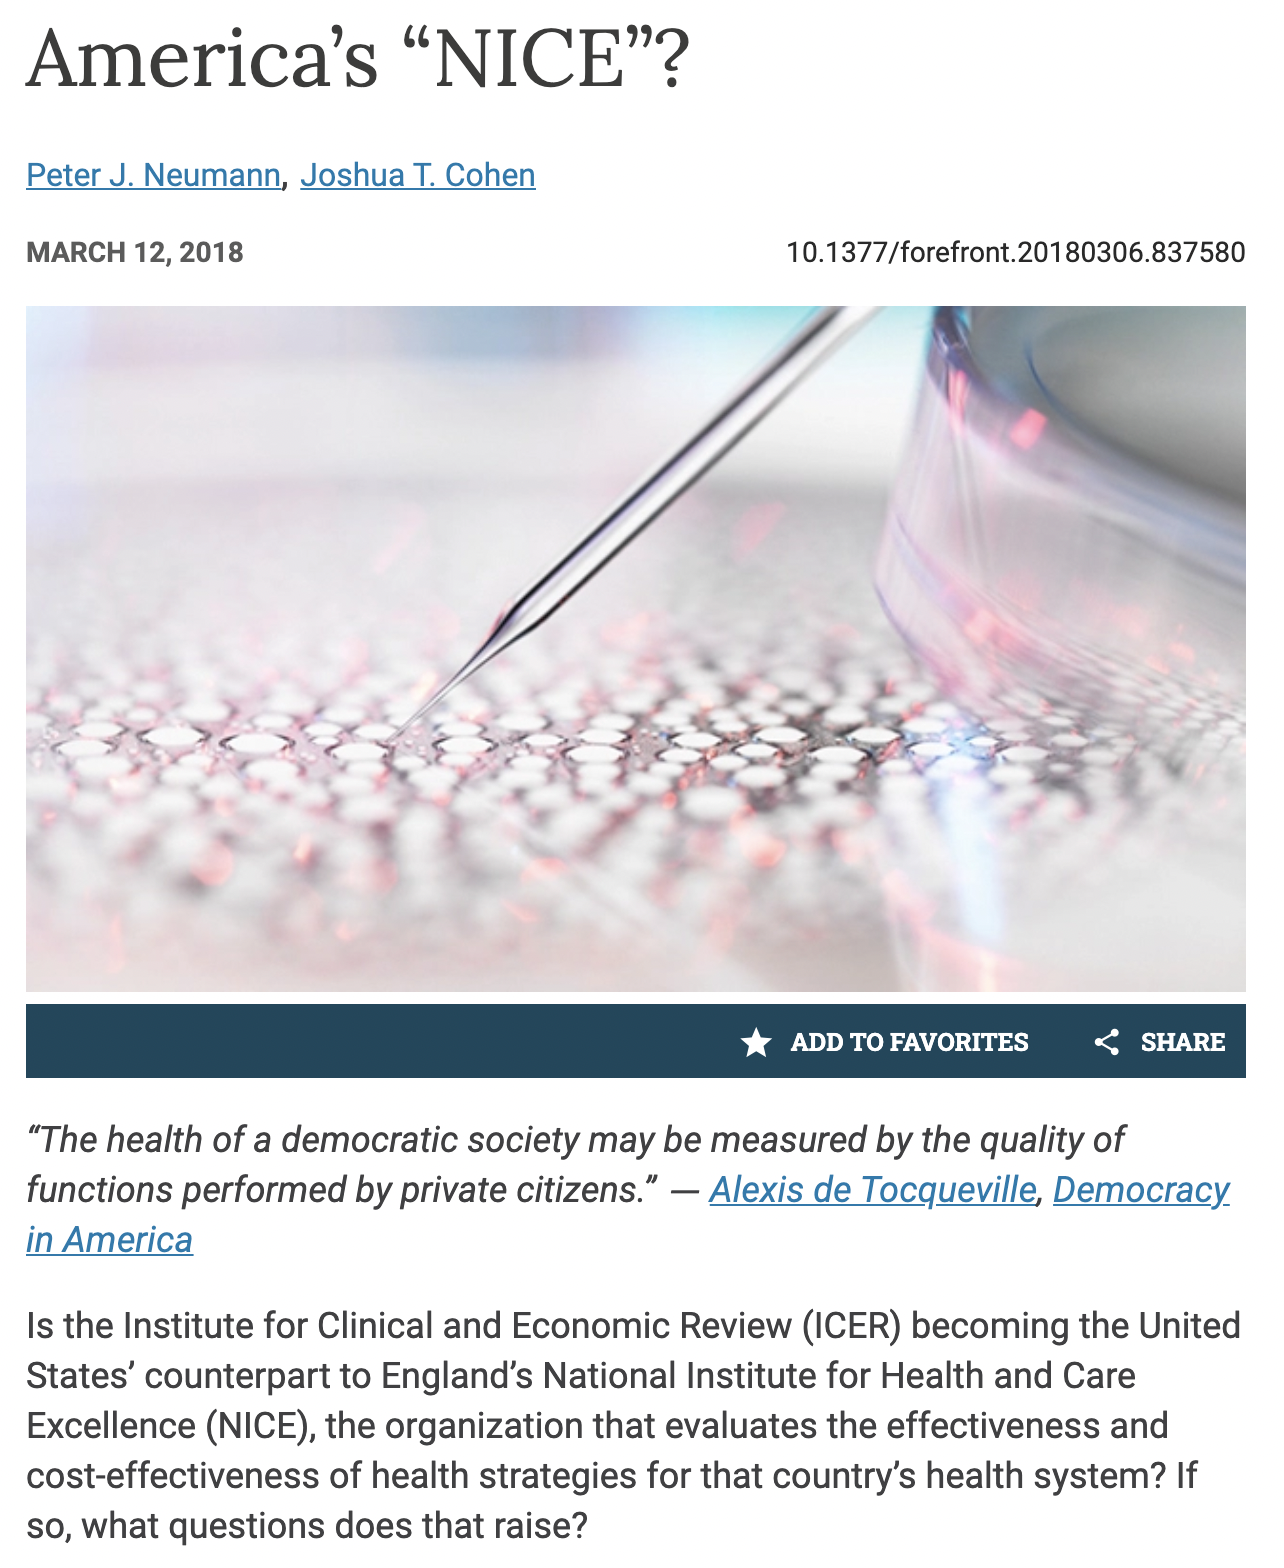 America’s “NICE”?
Peter J. Neumann, Joshua T. Cohen
MARCH 12, 2018 10.1377/forefront.20180306.837580
ADD TO FAVORITES SHARE
“The health of a democratic society may be measured by the quality of
functions performed by private citizens.” — Alexis de Tocqueville, Democracy
in America
Is the Institute for Clinical and Economic Review (ICER) becoming the United
States’ counterpart to England’s National Institute for Health and Care
Excellence (NICE), the organization that evaluates the effectiveness and
cost-effectiveness of health strategies for that country’s health system? If
so, what questions does that raise?